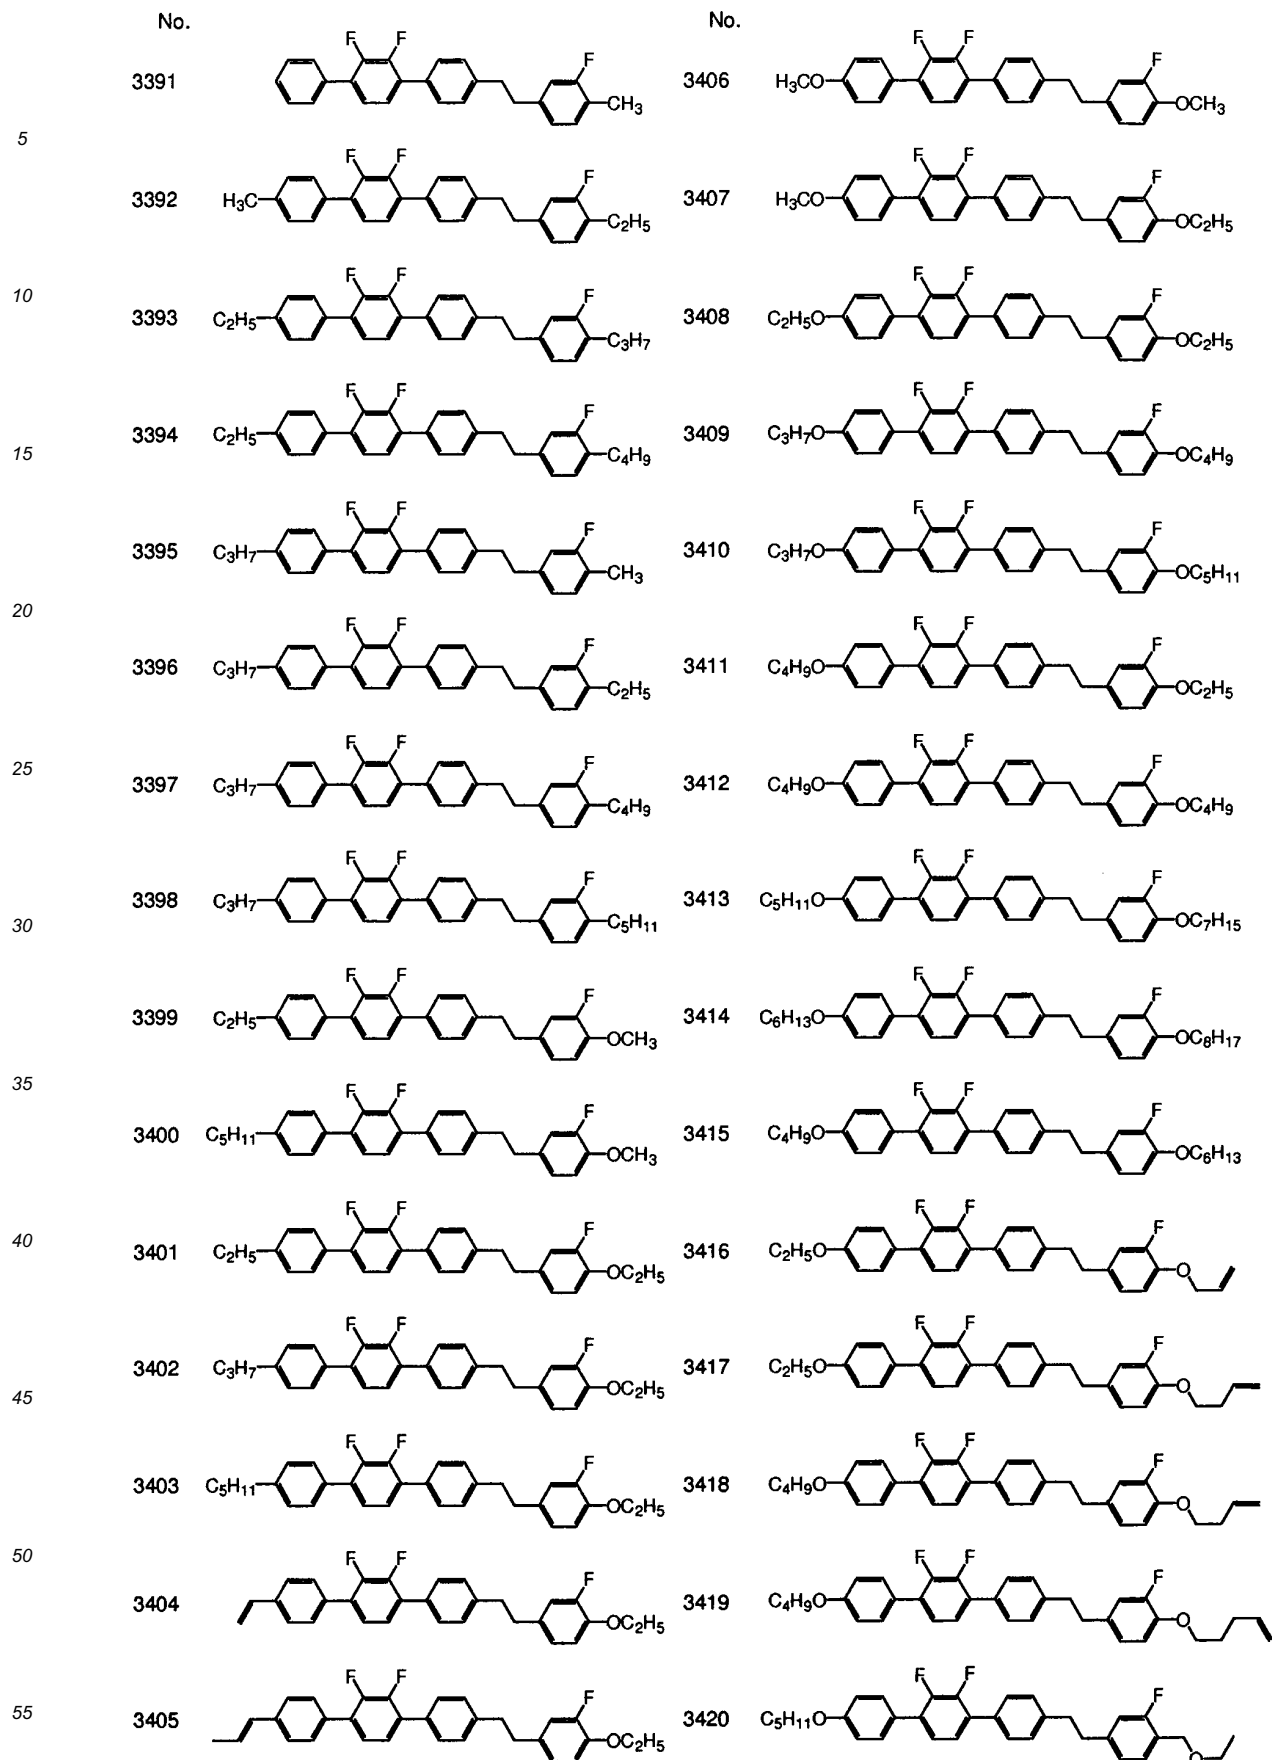 No.
No.
F F
3391
F
CH3
F F
3406
H3CO
F
OCH3
5
F F
3392
H3C
F
C2H5
F F
3407
H3CO
F
OC2H5
10
F F
3393
C2H5
F
C3H7
F F
3408
C2H5O
F
OC2H5
15
F F
3394
C2H5
F
C4H9
F F
3409
C3H7O
F
OC4H9
F F
3395
C3H7
F
CH3
F F
3410
C3H7O
F
OC5H11
20
F F
3396
C3H7
F
C2H5
F F
3411
C4H9O
F
OC2H5
25
F F
3397
C3H7
F
C4H9
F F
3412
C4H9O
F
OC4H9
30
F F
3398
C3H7
F
C5H11
F F
3413
C5H11O
F
OC7H15
F F
3399
C2H5
F
OCH3
F F
3414
C6H13O
F
OC8H17
35
F F
3400
C5H11
F
OCH3
F F
3415
C4H9O
F
OC6H13
40
F F
3401
C2H5
F
OC2H5
F F
3416
C2H5O
F
O
45
F F
3402
C3H7
F
OC2H5
F F
3417
C2H5O
F
O
F F
3403
C5H11
F
OC2H5
F F
3418
C4H9O
F
O
50
F F
3404
F
OC2H5
F F
3419
C4H9O
F
O
55
F F
3405
F
OC2H5
F F
3420
C5H11O
F
O